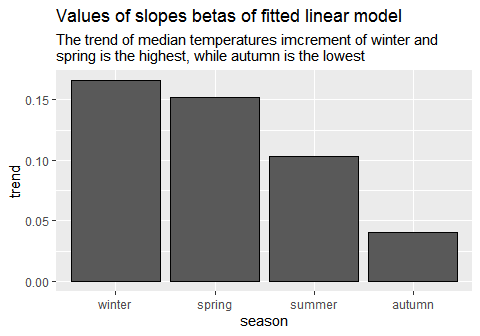 Values of slopes betas of fitted linear model
The trend of median temperatures imcrement of winter and
spring is the highest, while autumn is the lowest
trend
0.15
0.10
0.05
0.00
winter spring summer autumn
season